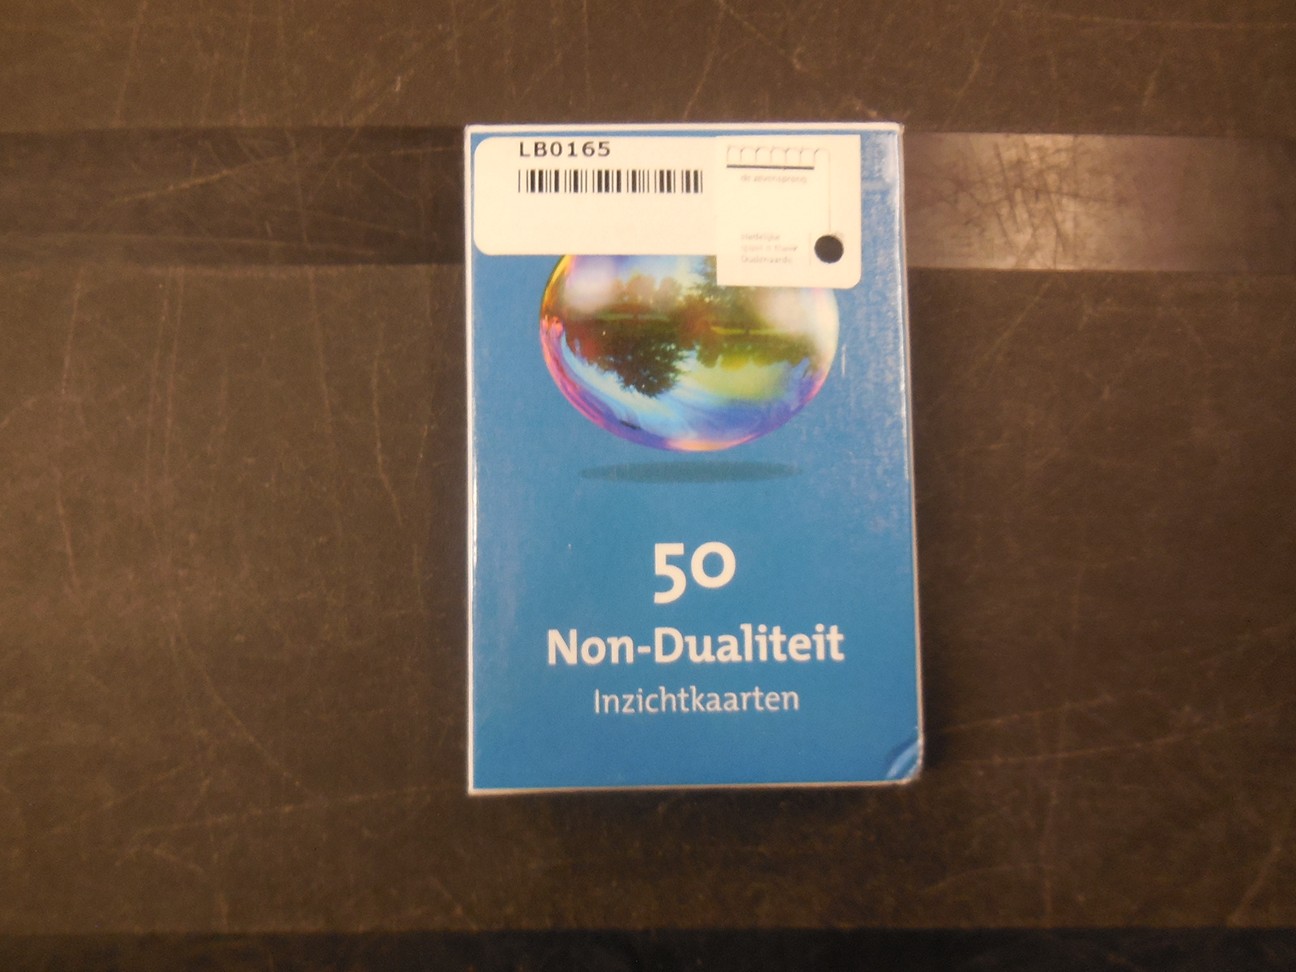 LB0165
50
Non-Dualiteit
Inzichtkaarten